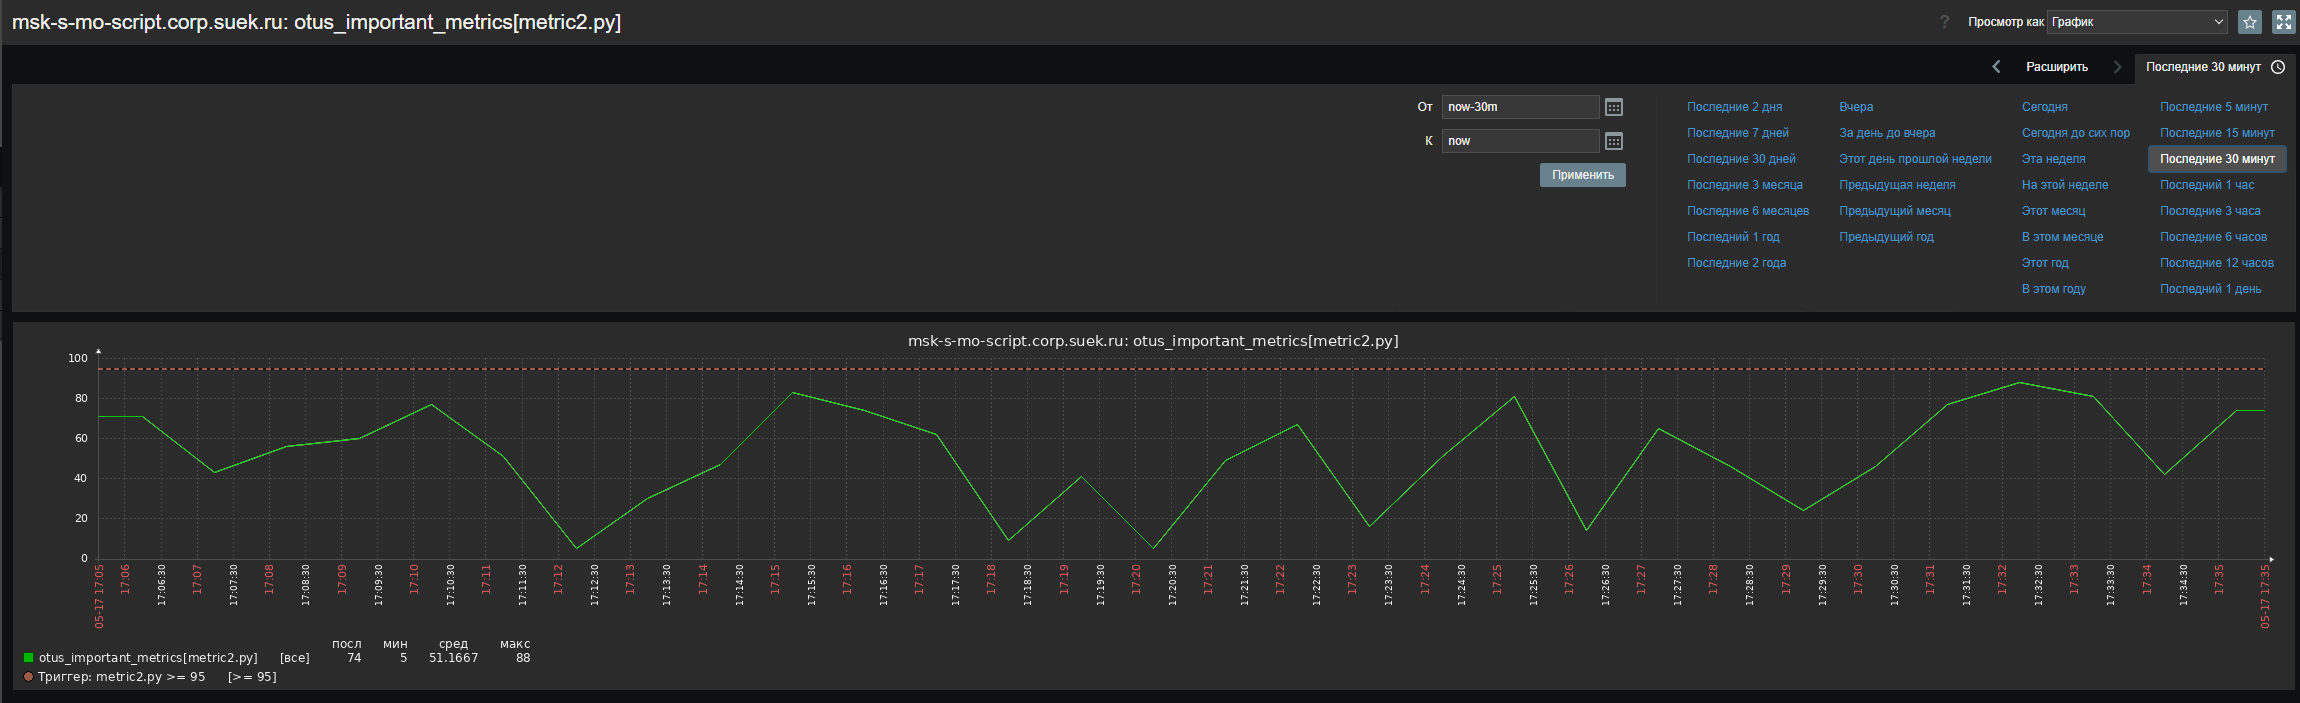 msk-s-mo-script.corp.suek.ru: otus_important_metrics[metric2.py]
? Просмотр как График
Расширить Последние 30 минут
От now-30m
К now
Применить
Последние 2 дня Вчера Сегодня Последние 5 минут
Последние 7 дней За день до вчера Сегодня до сих пор Последние 15 минут
Последние 30 дней Этот день прошлой недели Эта неделя Последние 30 минут
Последние 3 месяца Предыдущая неделя На этой неделе Последний 1 час
Последние 6 месяцев Предыдущий месяц Этот месяц Последние 3 часа
Последний 1 год Предыдущий год В этом месяце Последние 6 часов
Последние 2 года Этот год Последние 12 часов
В этом году Последний 1 день
msk-s-mo-script.corp.suek.ru: otus_important_metrics[metric2.py]
100
80
60
40
20
0
05-17 17:05 17:06 17:06:30 17:07 17:07:30 17:08 17:08:30 17:09 17:09:30 17:10 17:10:30 17:11 17:11:30 17:12 17:12:30 17:13 17:13:30 17:14 17:14:30 17:15 17:15:30 17:16 17:16:30 17:17 17:17:30 17:18 17:18:30 17:19 17:19:30 17:20 17:20:30 17:21 17:21:30 17:22 17:22:30 17:23 17:23:30 17:24 17:24:30 17:25 17:25:30 17:26 17:26:30 17:27 17:27:30 17:28 17:28:30 17:29 17:29:30 17:30 17:30:30 17:31 17:31:30 17:32 17:32:30 17:33 17:33:30 17:34 17:34:30 17:35 05-17 17:35
посл мин сред макс
otus_important_metrics[metric2.py] [все] 74 5 51.1667 88
Триггер: metric2.py >= 95 [>= 95]